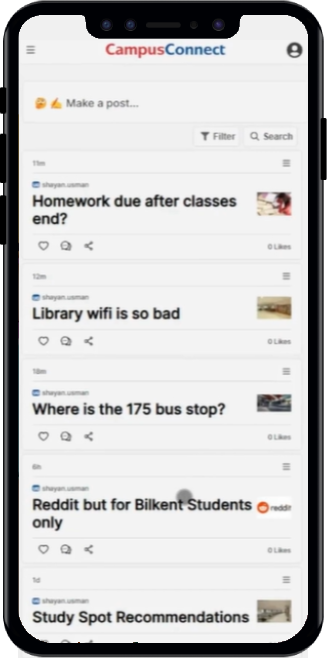 CampusConnect
Make a post...
Filter
Search
11m
shayan.usman
Homework due after classes
end?
0 Likes
12m
shayan.usman
Library wifi is so bad
0 Likes
18m
shayan.usman
Where is the 175 bus stop?
0 Likes
6h
shayan.usman
Reddit but for Bilkent Students
only
reddit
0 Likes
1d
shayan.usman
Study Spot Recommendations